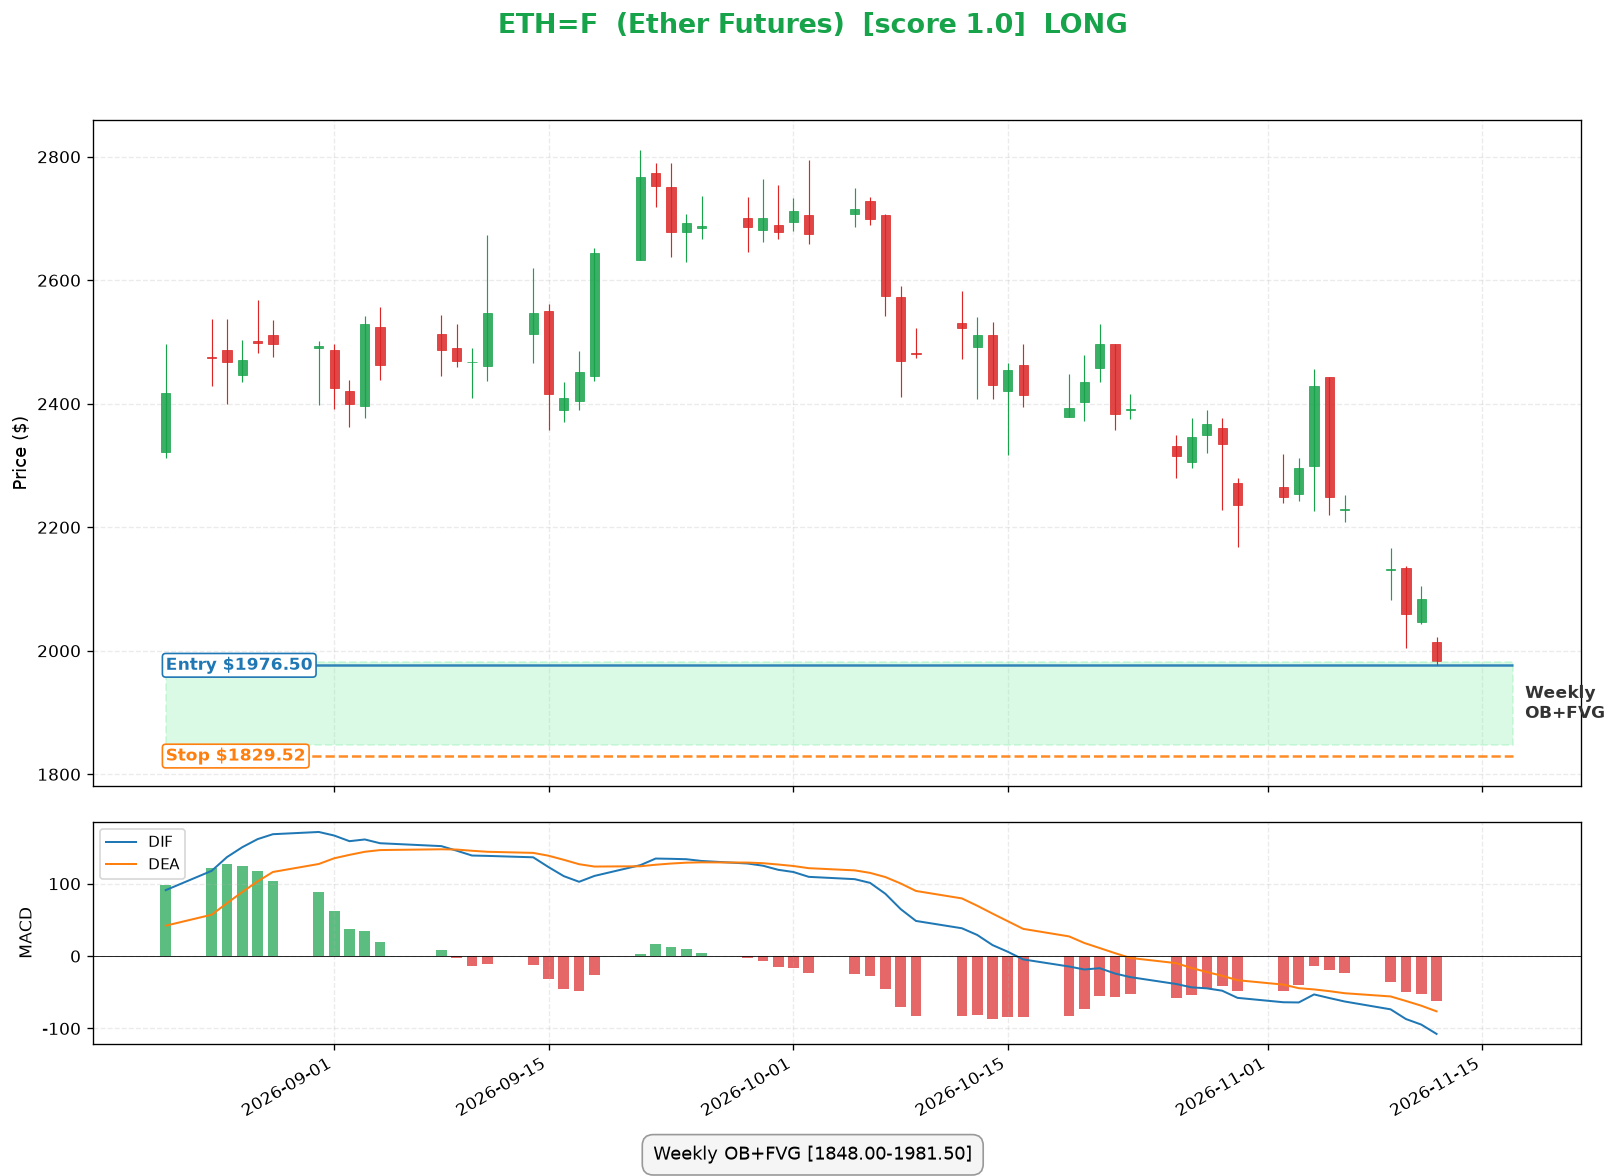 ETH=F  (Ether Futures)  [score 1.0]  LONG
Price ($)
2800
2600
2400
2200
2000
1800
Entry $1976.50
Stop $1829.52
Weekly
OB+FVG
MACD
DIF
DEA
100
0
-100
2026-09-01
2026-09-15
2026-10-01
2026-10-15
2026-11-01
2026-11-15
Weekly OB+FVG [1848.00-1981.50]